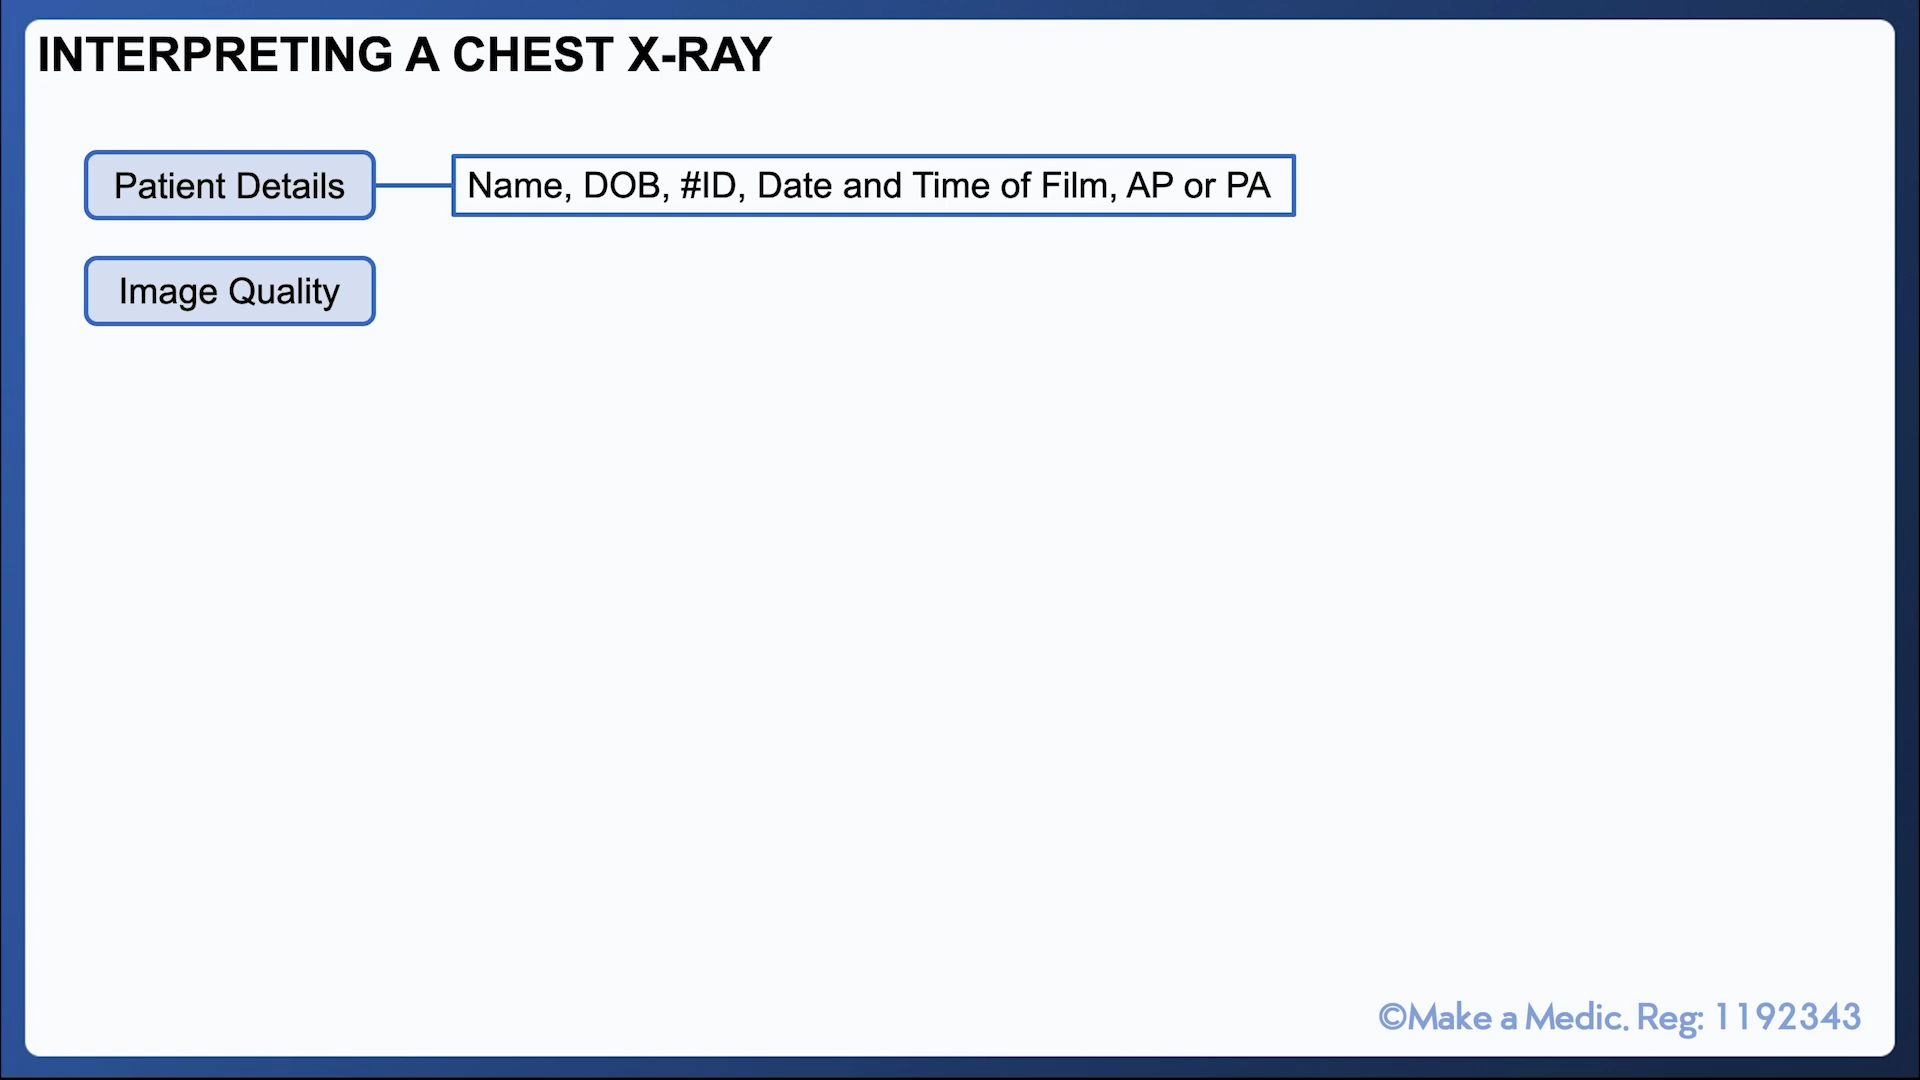 INTERPRETING A CHEST X-RAY
Patient Details
Name, DOB, #ID, Date and Time of Film, AP or PA
Image Quality
©Make a Medic. Reg: 1192343